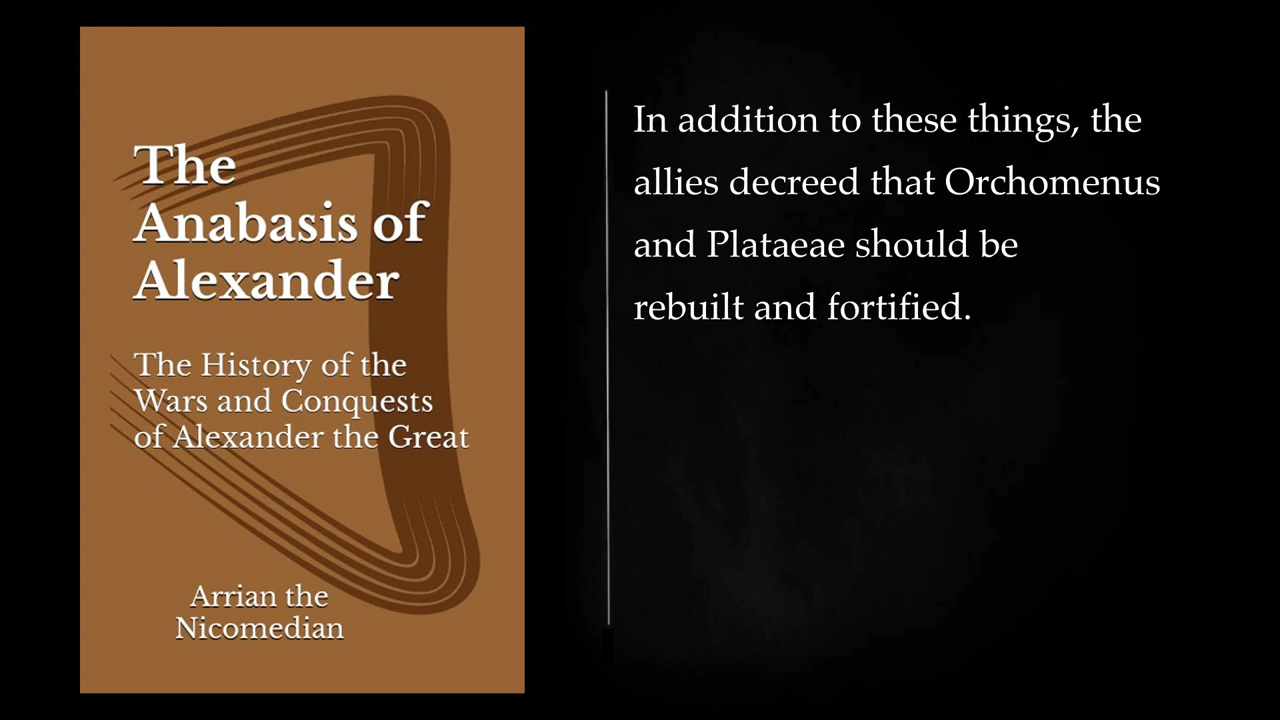 The
Anabasis of
Alexander
The History of the
Wars and Conquests
of Alexander the Great
Arrian the
Nicomedian
In addition to these things, the
allies decreed that Orchomenus
and Plataeae should be
rebuilt and fortified.